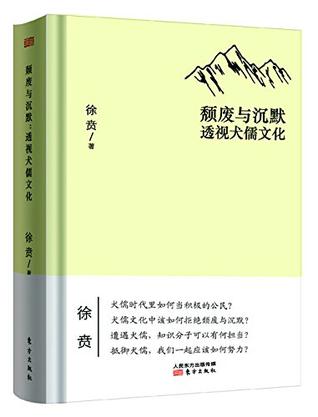 颓废与沉默：透视犬儒文化
徐贲/著
东方出版社
颓废与沉默
透视犬儒文化
徐贲/著
徐贲
犬儒时代里如何当积极的公民？
犬儒文化中该如何拒绝颓废与沉默？
遭遇犬儒，知识分子可以有何担当？
抵御犬儒，我们一起应该如何努力？
人民东方出版传媒
东方出版社